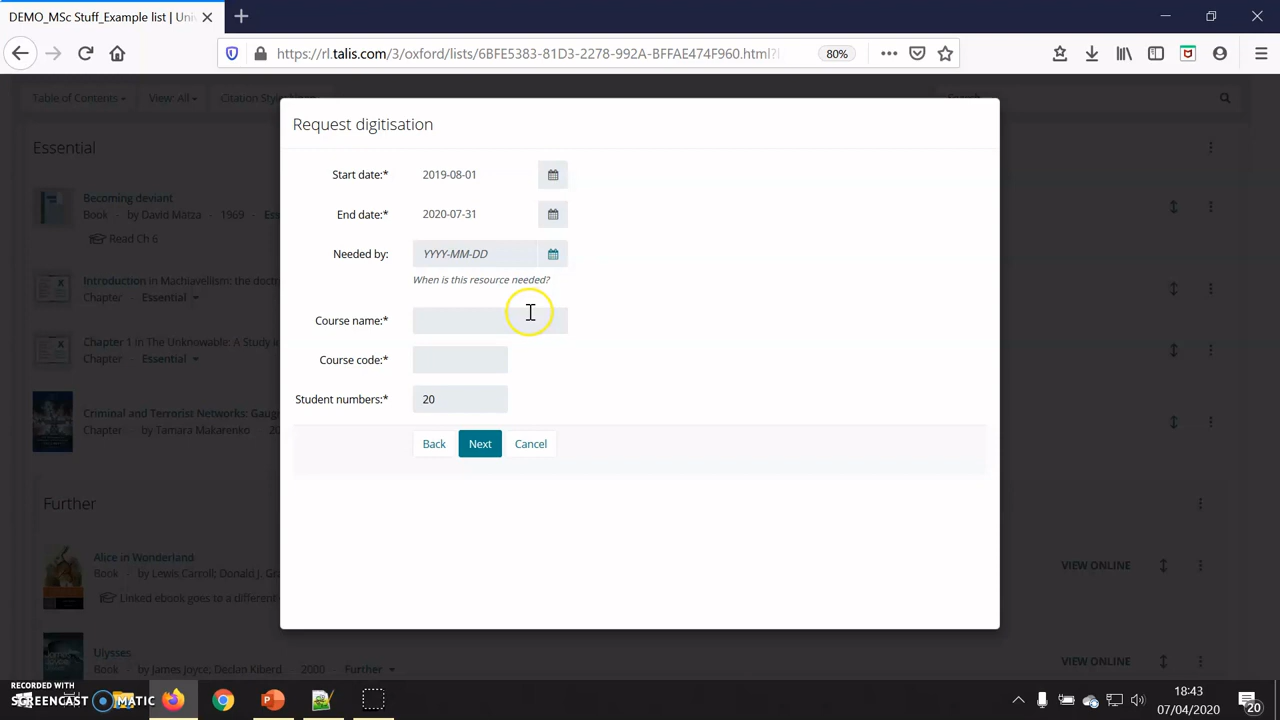 DEMO_MSc Stuff_Example list | Uni
https://rl.talis.com/3/oxford/lists/6BFE5383-81D3-2278-992A-BFFAE474F960.html?
80%
Table of Contents
View: All
Citation Style:
Search
Request digitisation
Essential
Start date:* 2019-08-01
Becoming deviant
Book - by David Matza - 1969 - Ess
End date:* 2020-07-31
Read Ch 6
Needed by: YYYY-MM-DD
When is this resource needed?
Introduction in Machiavellism: the doctr
Chapter - Essential
Course name:*
Chapter 1 in The Unknowable: A Study a
Chapter - Essential
Course code:*
Student numbers:* 20
Criminal and Terrorist Networks: Gaug
Chapter - by Tamara Makarenko - 20
Back Next Cancel
Further
Alice in Wonderland
Book - by Lewis Carroll; Donald J. Gra
VIEW ONLINE
Linked ebook goes to a different
Ulysses
Book - by James Joyce; Declan Kiberd. 2000 - Further
VIEW ONLINE
RECORDED WITH
SCREENCAST MATIC
18:43
07/04/2020
20